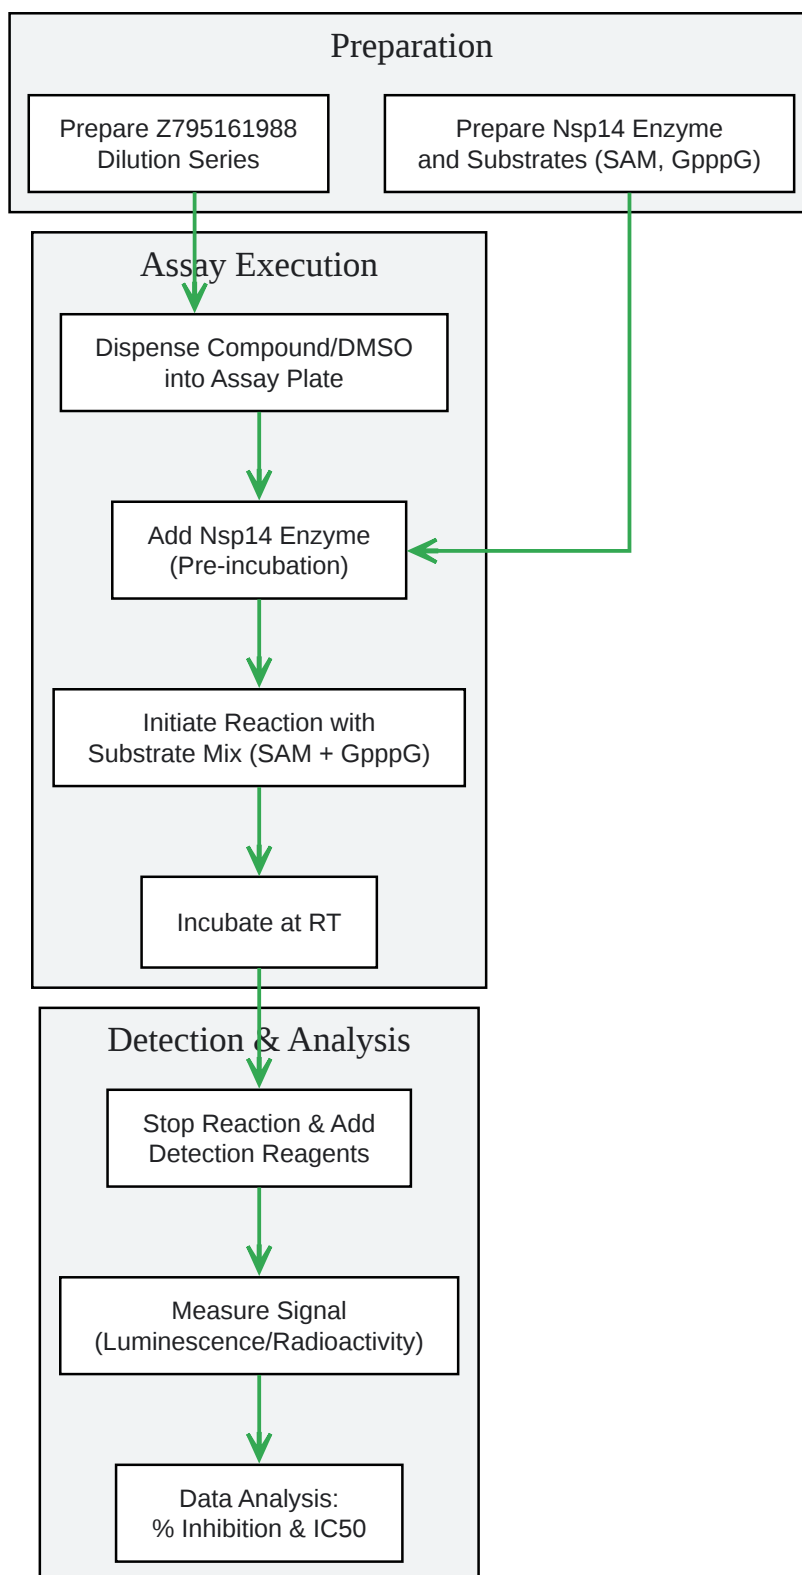 Preparation
Prepare Z795161988
Dilution Series
Prepare Nsp14 Enzyme
and Substrates (SAM, GpppG)
Assay Execution
Dispense Compound/DMSO
into Assay Plate
Add Nsp14 Enzyme
(Pre-incubation)
Initiate Reaction with
Substrate Mix (SAM + GpppG)
Incubate at RT
Detection & Analysis
Stop Reaction & Add
Detection Reagents
Measure Signal
(Luminescence/Radioactivity)
Data Analysis:
% Inhibition & IC50